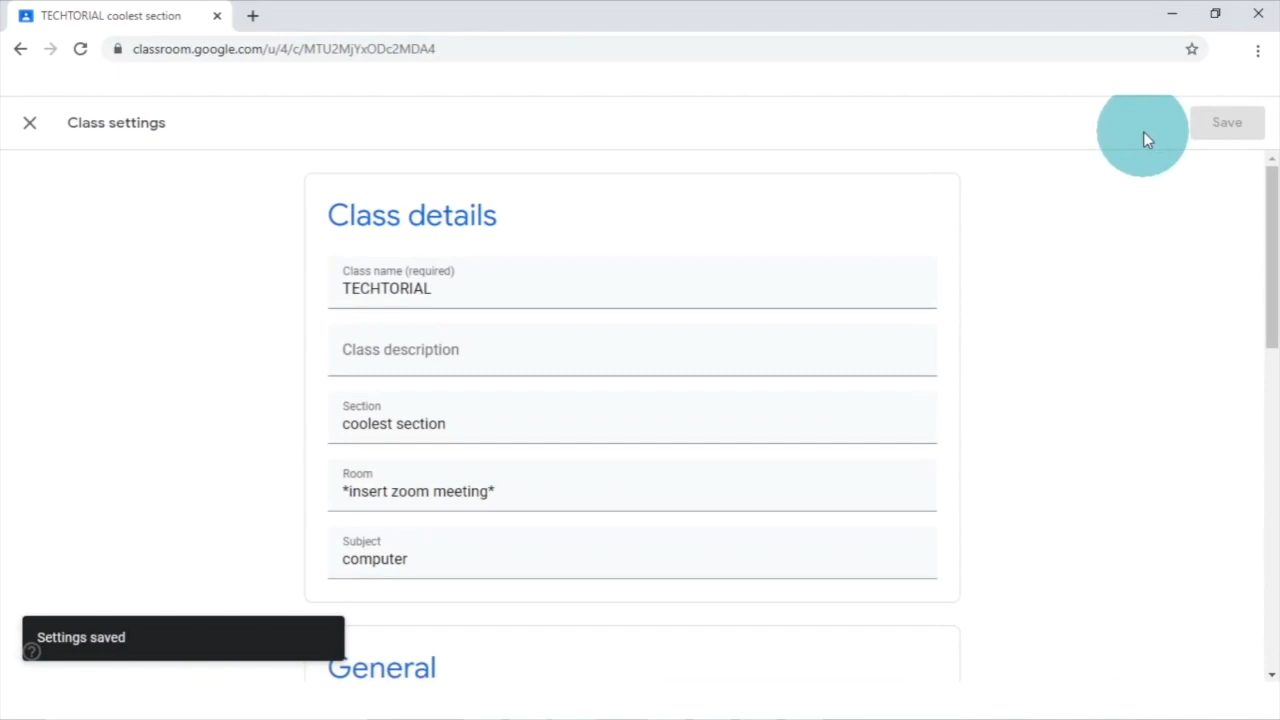 TECHTORIAL coolest section
classroom.google.com/u/4/c/MTU2MjYxODc2MDA4
Class settings
Save
Class details
Class name (required)
TECHTORIAL
Class description
Section
coolest section
Room
*insert zoom meeting*
Subject
computer
Settings saved
General